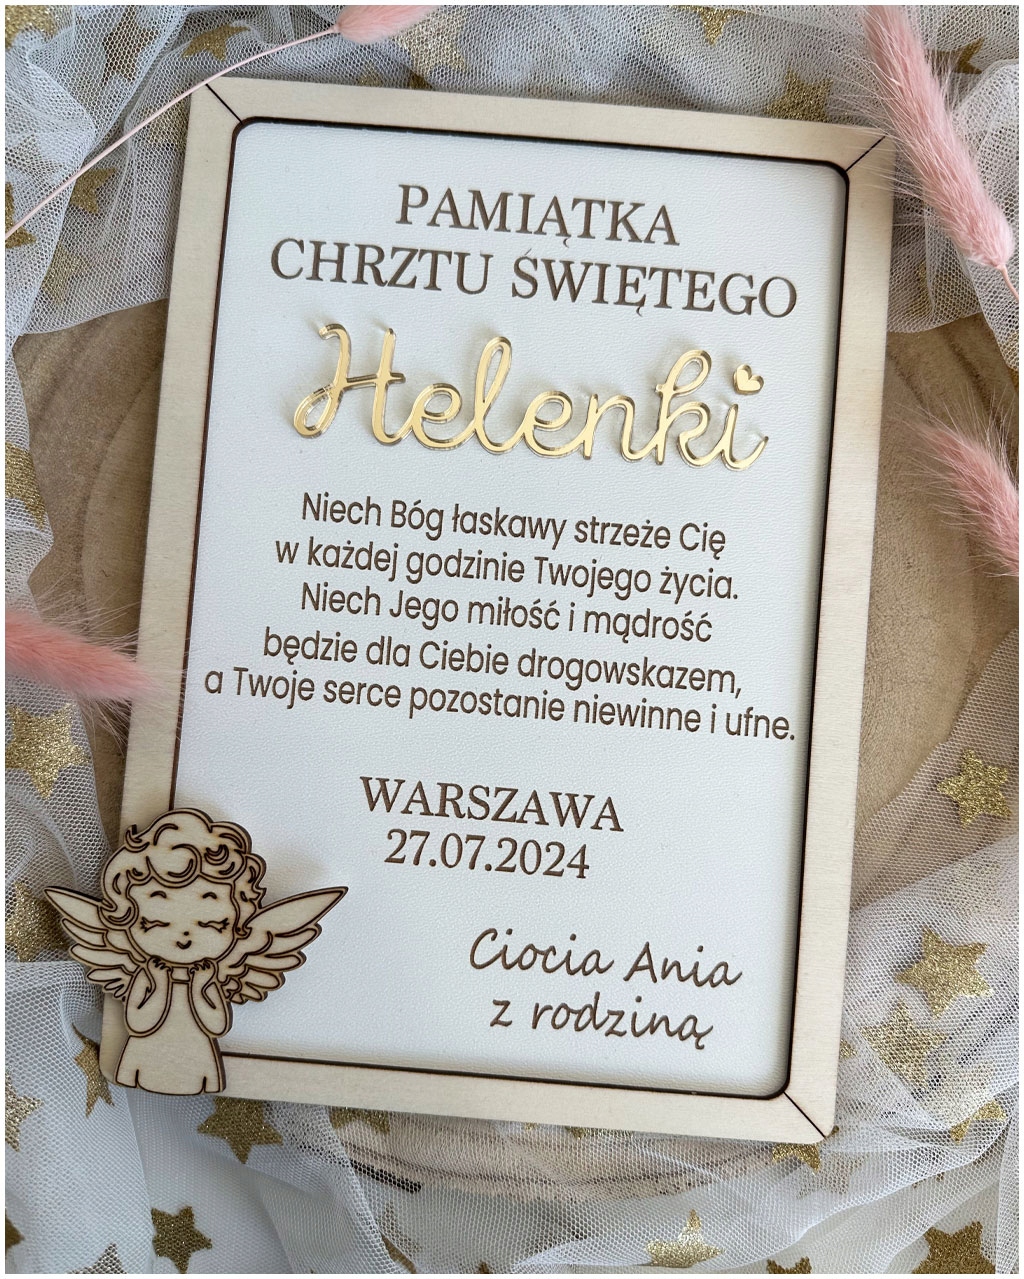 PAMIĄTKA
CHRZTU ŚWIĘTEGO
Helenki
Niech Bóg łaskawy strzeże Cię
w każdej godzinie Twojego życia.
Niech Jego miłość i mądrość
będzie dla Ciebie drogowskazem,
a Twoje serce pozostanie niewinne i ufne.
WARSZAWA
27.07.2024
Ciocia Ania
z rodziną